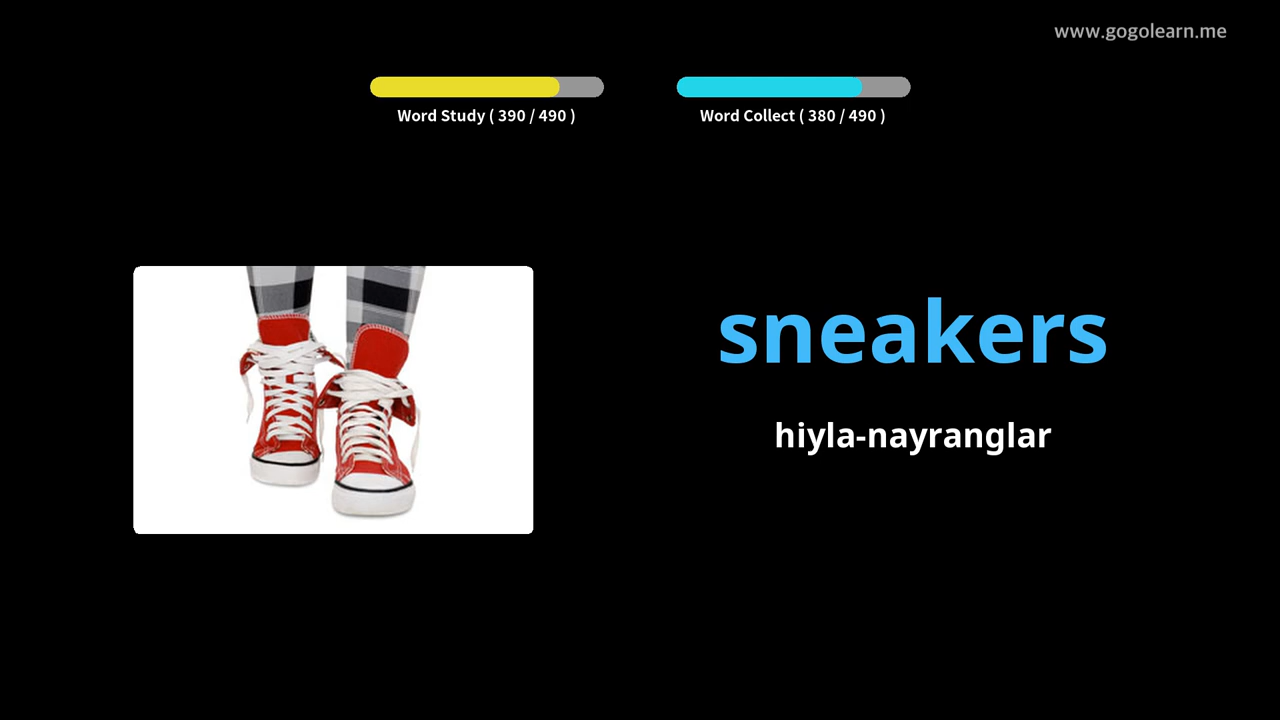 www.gogolearn.me
Word Study ( 390 / 490 )
Word Collect ( 380 / 490 )
sneakers
hiyla-nayranglar